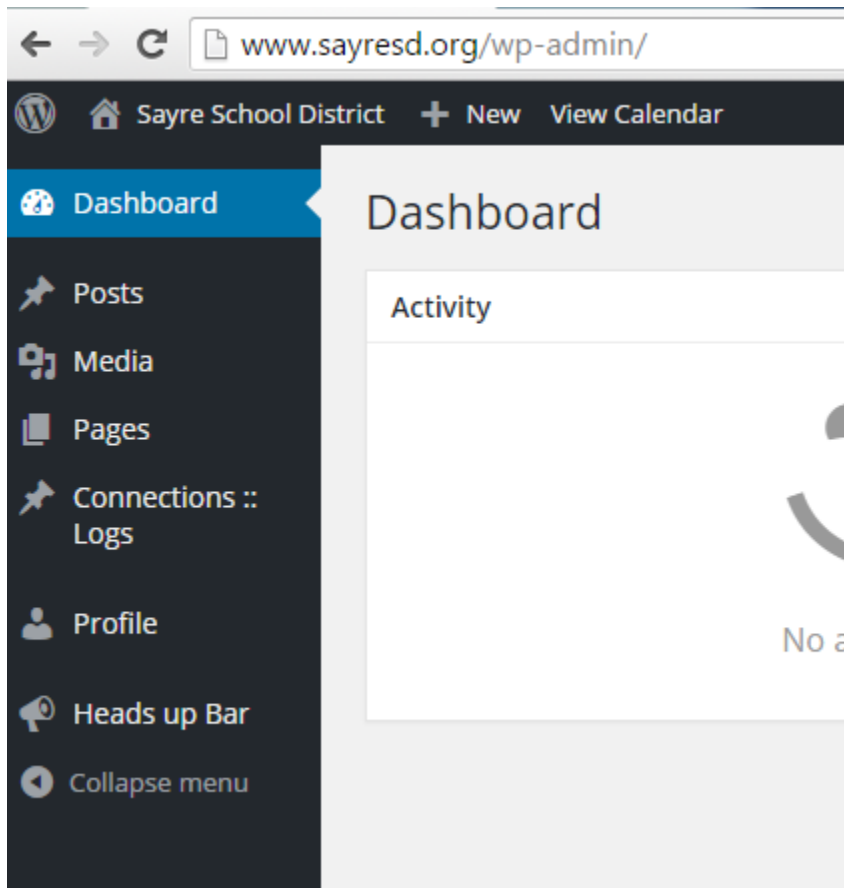 www.sayresd.org/wp-admin/
Sayre School District New View Calendar
Dashboard
Posts
Media
Pages
Connections ::
Logs
Profile
Heads up Bar
Collapse menu
Dashboard
Activity
No